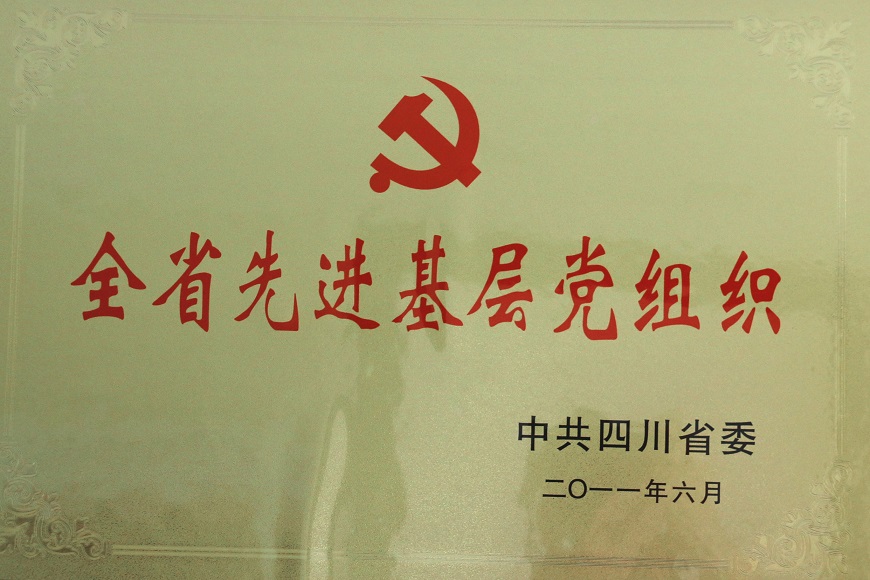 全省先进基层党组织
中共四川省委
二〇一一年六月